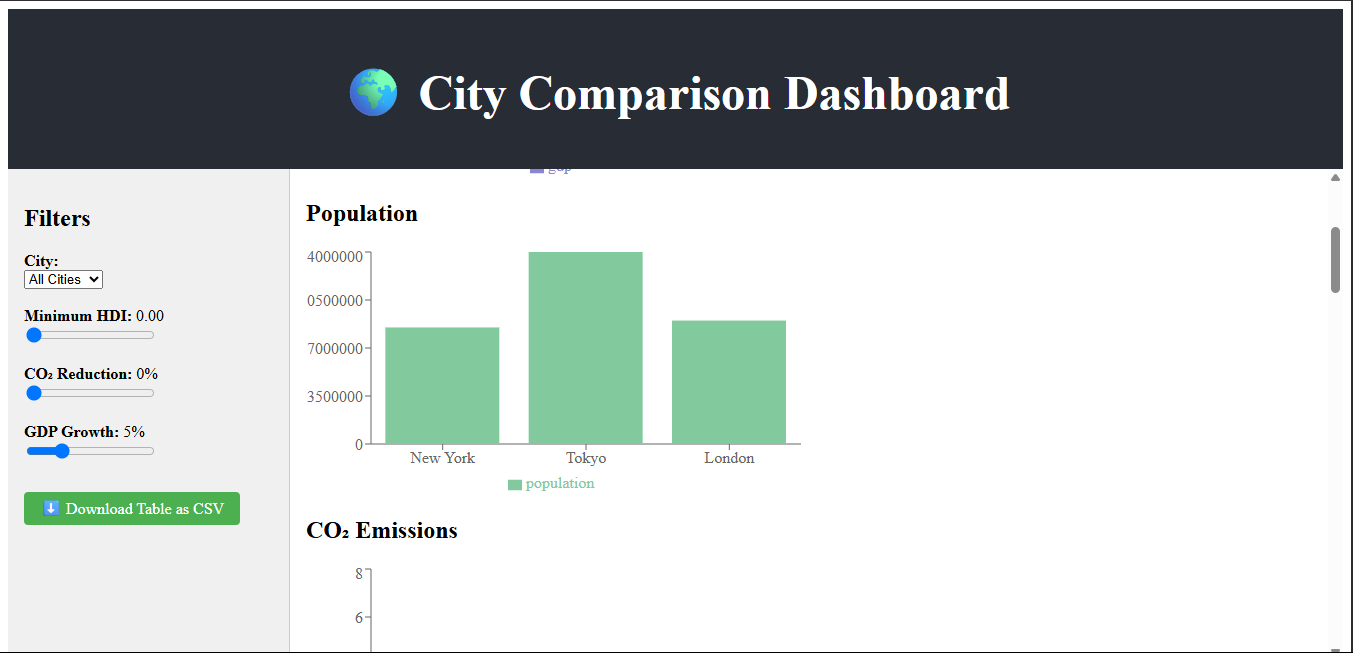 🌍 City Comparison Dashboard
Filters
City:
All Cities
Minimum HDI: 0.00
CO₂ Reduction: 0%
GDP Growth: 5%
⬇️ Download Table as CSV
gdp
Population
4000000
0500000
7000000
3500000
0
New York Tokyo London
population
CO₂ Emissions
8
6